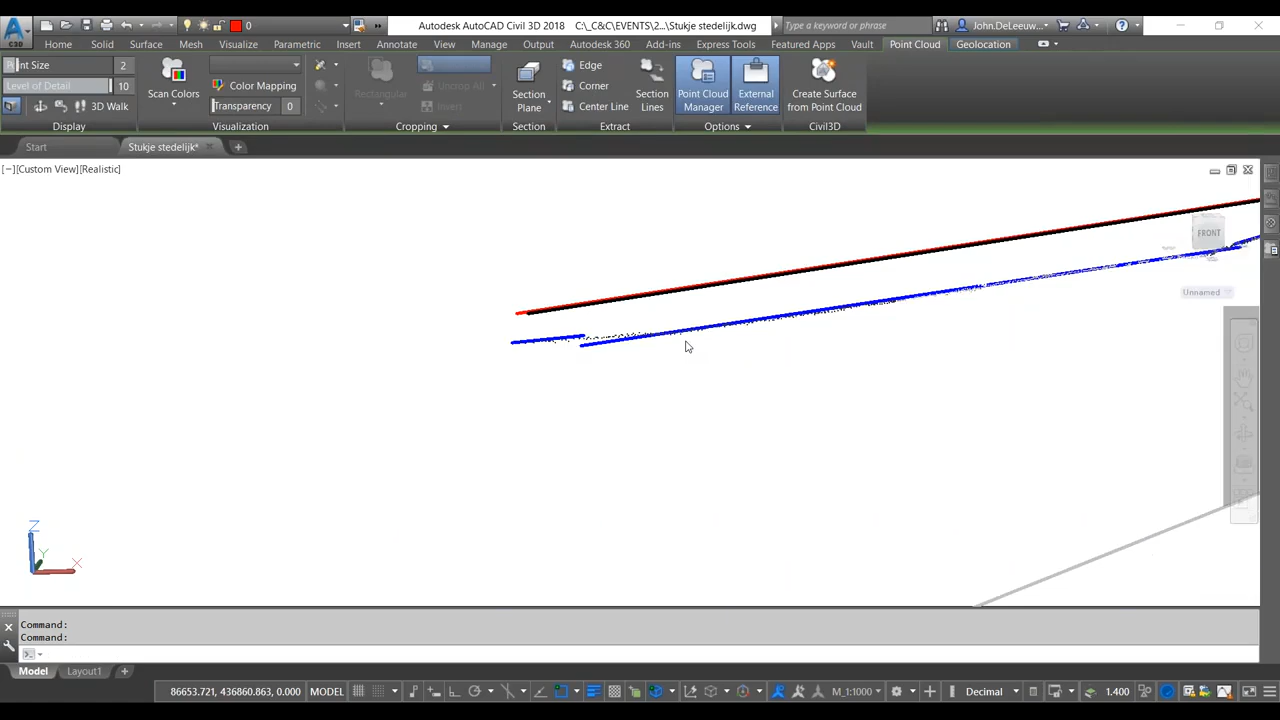 Autodesk AutoCAD Civil 3D 2018 C:\_C&C\EVENTS\2...\Stukje stedelijk.dwg
Type a keyword or phrase
John.DeLeeuw...
C3D
0
Home Solid Surface Mesh Visualize Parametric Insert Annotate View Manage Output Autodesk 360 Add-ins Express Tools Featured Apps Vault Point Cloud Geolocation
2
Level of Detail 10
3D Walk
Display
Scan Colors
Color Mapping
Transparency 0
Visualization
Rectangular
Uncrop All
Invert
Cropping
Section Plane
Section
Edge
Corner
Center Line
Section Lines
Extract
Point Cloud Manager
External Reference
Options
Create Surface from Point Cloud
Civil3D
Start Stukje stedelijk*
[−][Custom View][Realistic]
FRONT
Unnamed
Z
Y
X
Command:
Command:
Model Layout1
86653.721, 436860.863, 0.000 MODEL M_1:1000 Decimal 1.400